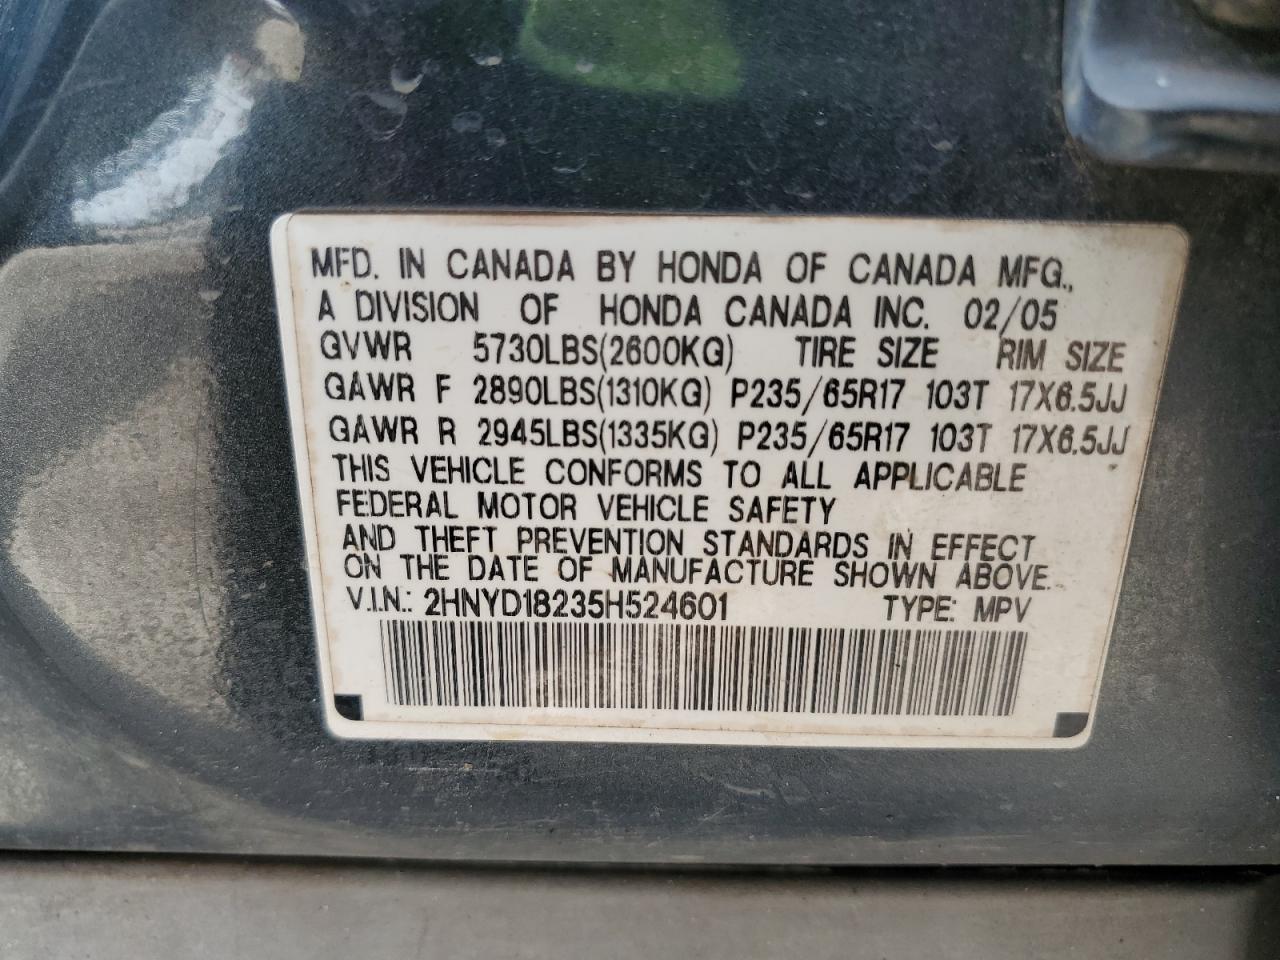 MFD. IN CANADA BY HONDA OF CANADA MFG.,
A DIVISION OF HONDA CANADA INC. 02/05
GVWR 5730LBS(2600KG) TIRE SIZE RIM SIZE
GAWR F 2890LBS(1310KG) P235/65R17 103T 17X6.5JJ
GAWR R 2945LBS(1335KG) P235/65R17 103T 17X6.5JJ
THIS VEHICLE CONFORMS TO ALL APPLICABLE
FEDERAL MOTOR VEHICLE SAFETY
AND THEFT PREVENTION STANDARDS IN EFFECT
ON THE DATE OF MANUFACTURE SHOWN ABOVE.
V.I.N.: 2HNYD18235H524601 TYPE: MPV